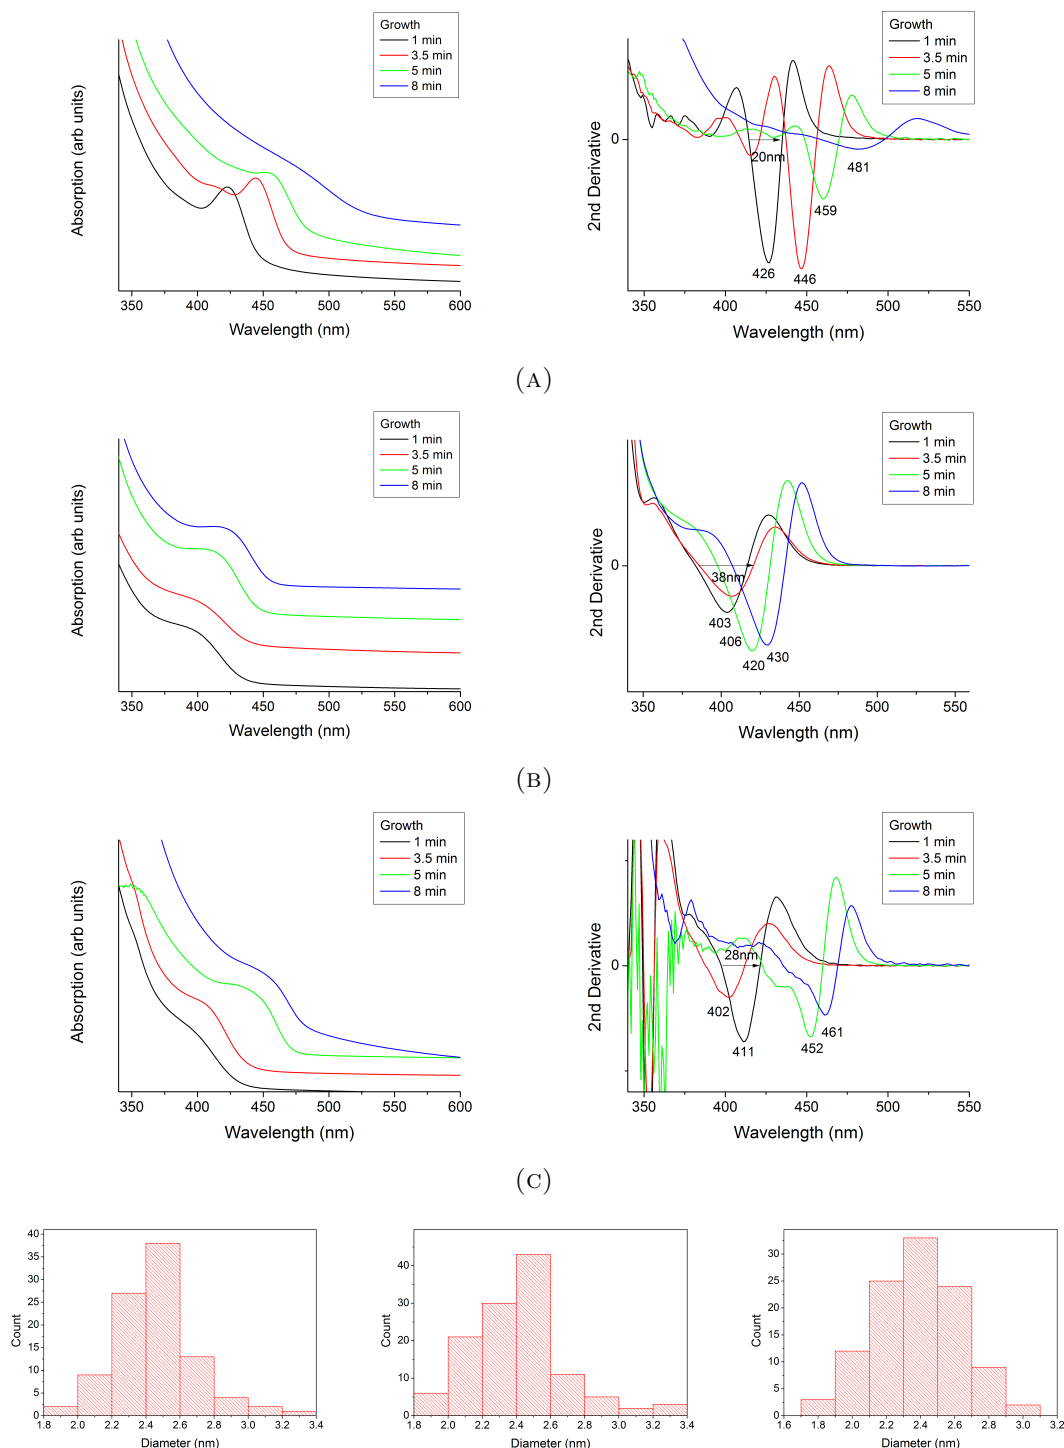 Growth
1 min
3.5 min
5 min
8 min
Absorption (arb units)
350 400 450 500 550 600
Wavelength (nm)
Growth
1 min
3.5 min
5 min
8 min
2nd Derivative
0
20nm
481
459
426
446
350 400 450 500 550
Wavelength (nm)
(A)
Growth
1 min
3.5 min
5 min
8 min
Absorption (arb units)
350 400 450 500 550 600
Wavelength (nm)
Growth
1 min
3.5 min
5 min
8 min
2nd Derivative
0
38nm
403
406
420
430
350 400 450 500 550
Wavlength (nm)
(B)
Growth
1 min
3.5 min
5 min
8 min
Absorption (arb units)
350 400 450 500 550 600
Wavelength (nm)
Growth
1 min
3.5 min
5 min
8 min
2nd Derivative
0
28nm
402
411
452
461
350 400 450 500 550
Wavelength (nm)
(C)
40
35
30
25
20
15
10
5
0
Count
1.8 2.0 2.2 2.4 2.6 2.8 3.0 3.2 3.4
Diameter (nm)
40
30
20
10
0
Count
1.8 2.0 2.2 2.4 2.6 2.8 3.0 3.2 3.4
Diameter (nm)
30
25
20
15
10
5
0
Count
1.6 1.8 2.0 2.2 2.4 2.6 2.8 3.0 3.2
Diameter (nm)